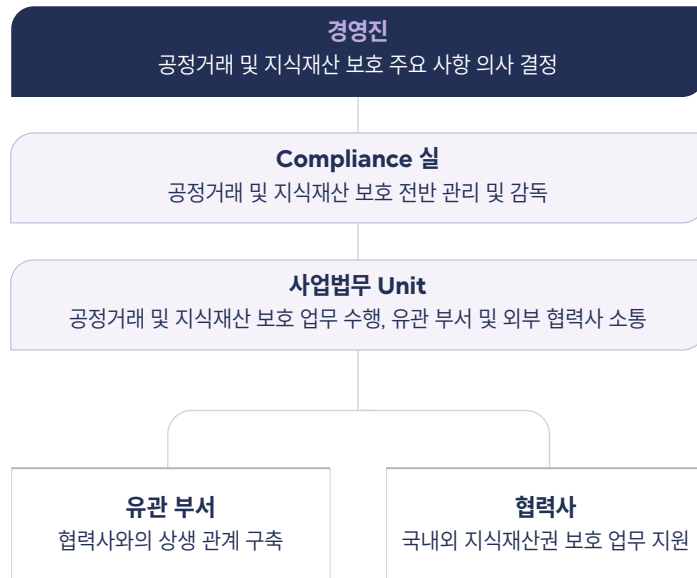 경영진
공정거래 및 지식재산 보호 주요 사항 의사 결정
Compliance 실
공정거래 및 지식재산 보호 전반 관리 및 감독
사업법무 Unit
공정거래 및 지식재산 보호 업무 수행, 유관 부서 및 외부 협력사 소통
유관 부서
협력사와의 상생 관계 구축
협력사
국내외 지식재산권 보호 업무 지원